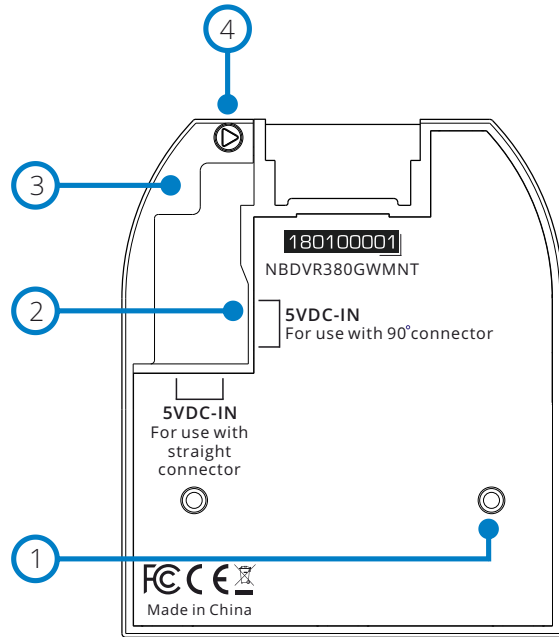 4
3
180100001
NBDVR380GWMNT
2
5VDC-IN
For use with 90°connector
5VDC-IN
For use with
straight
connector
1
FC CE
Made in China